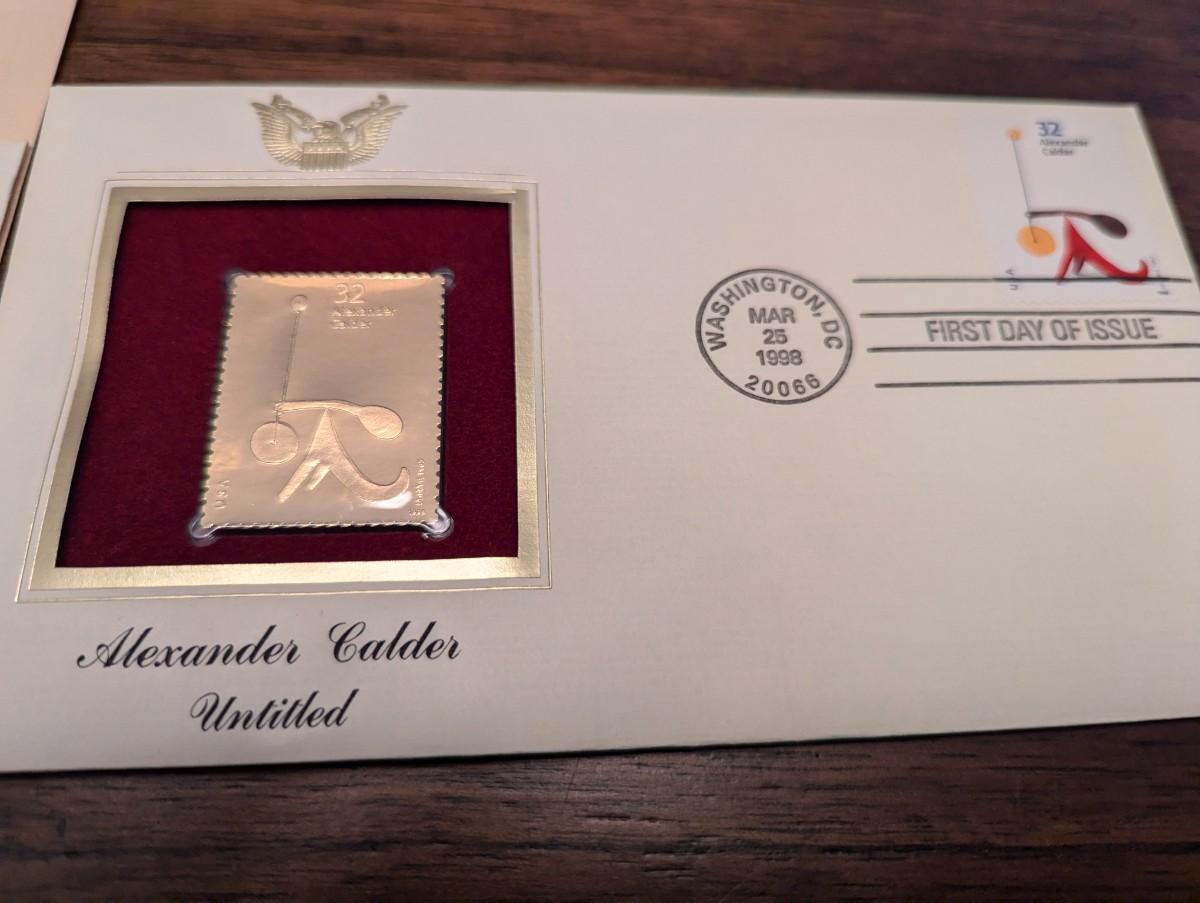 32
Alexander
Calder
USA
32
Alexander
Calder
USA
WASHINGTON, DC
MAR
25
1998
20066
FIRST DAY OF ISSUE
Alexander Calder
Untitled